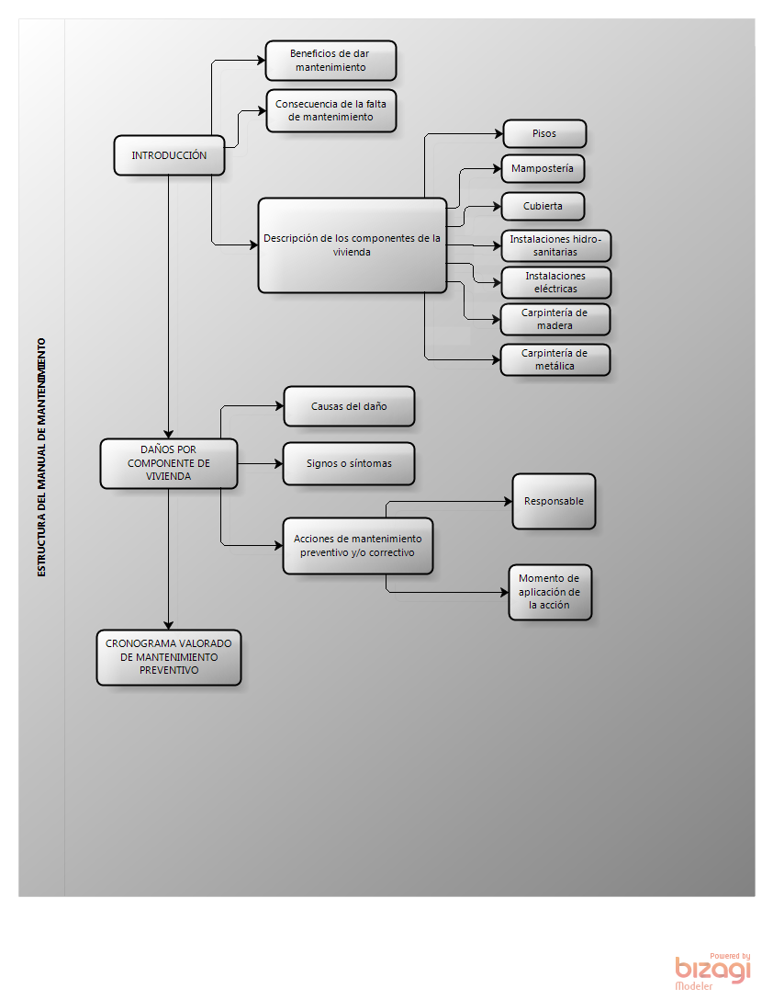 ESTRUCTURA DEL MANUAL DE MANTENIMIENTO
Beneficios de dar
mantenimiento
Consecuencia de la falta
de mantenimiento
INTRODUCCIÓN
Descripción de los componentes de la
vivienda
Pisos
Mampostería
Cubierta
Instalaciones hidro-
sanitarias
Instalaciones
eléctricas
Carpintería de
madera
Carpintería de
metálica
Causas del daño
DAÑOS POR
COMPONENTE DE
VIVIENDA
Signos o síntomas
Acciones de mantenimiento
preventivo y/o correctivo
Responsable
Momento de
aplicación de
la acción
CRONOGRAMA VALORADO
DE MANTENIMIENTO
PREVENTIVO
Powered by
bizagi
Modeler